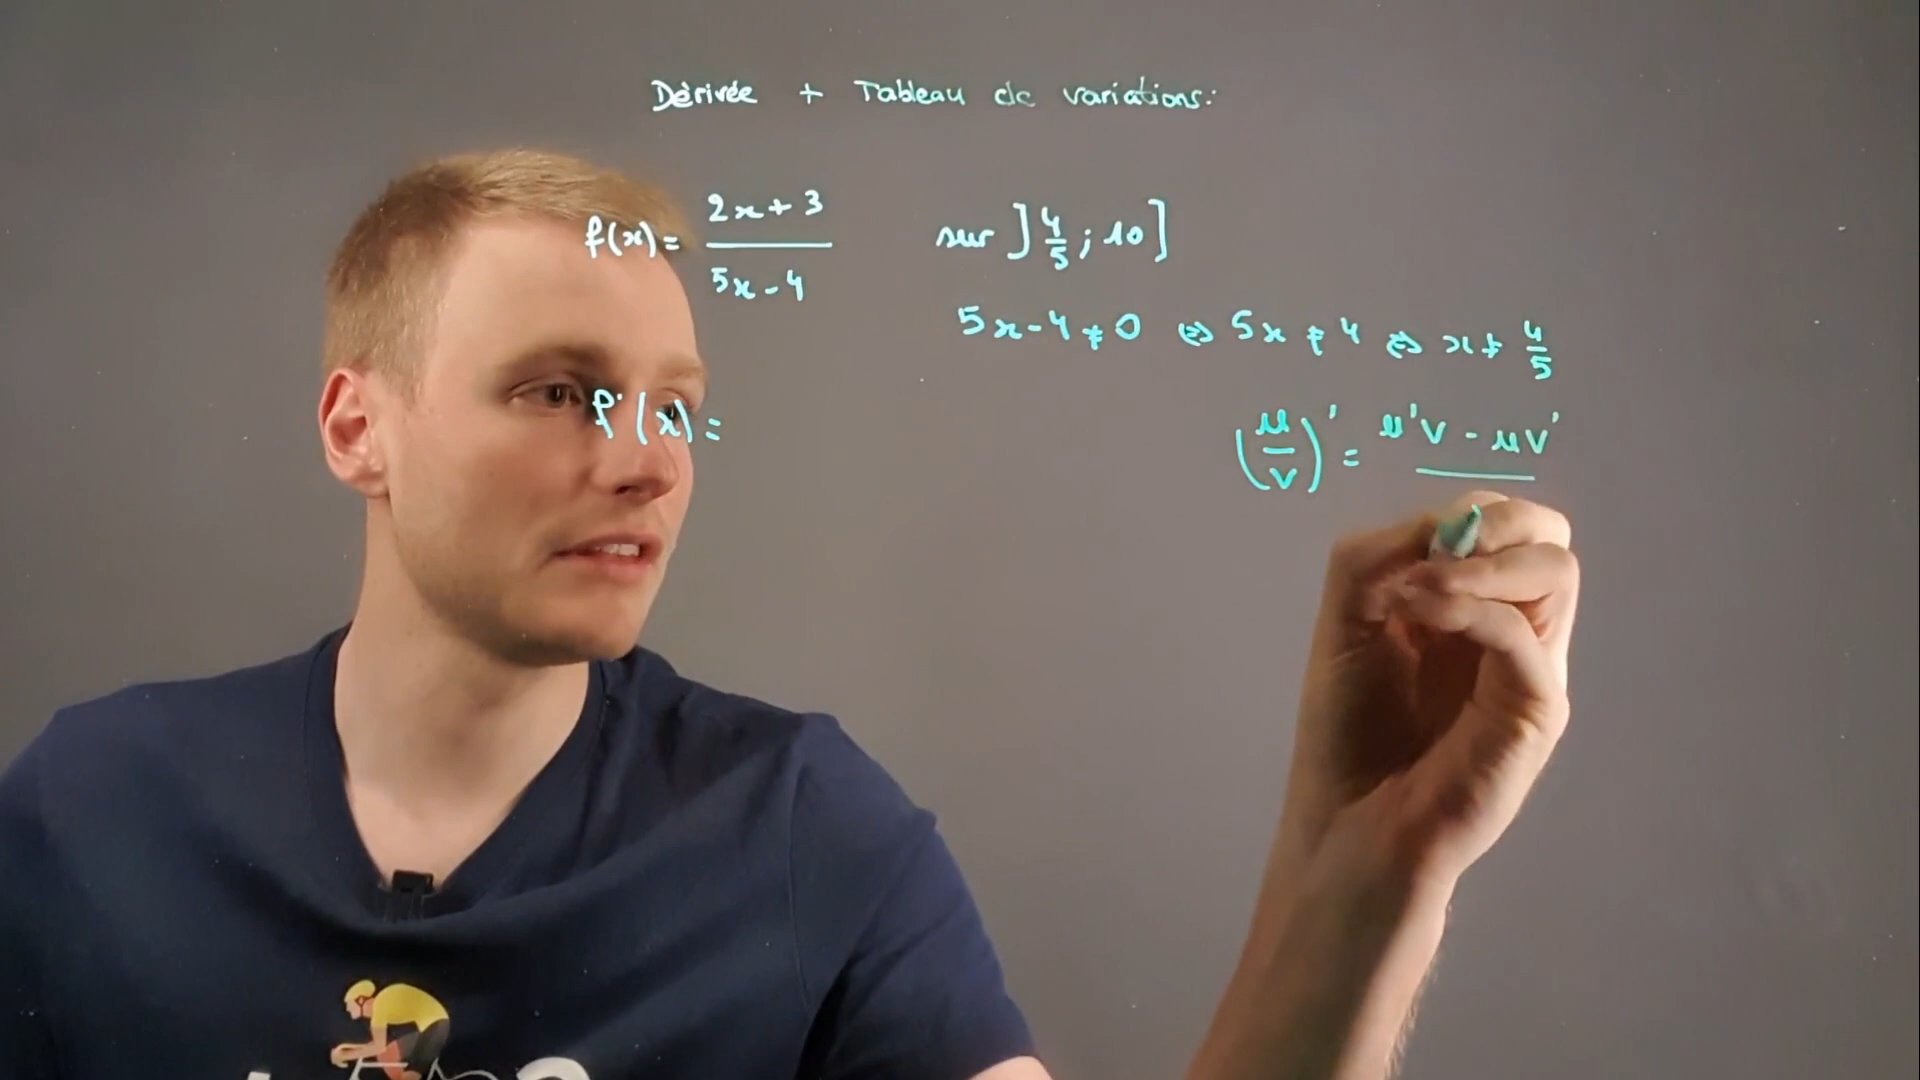 Dérivée + Tableau de variations:
f(x) = (2x + 3)/(5x - 4) sur ]4/5 ; 10]
5x - 4 ≠ 0 ⇔ 5x ≠ 4 ⇔ x ≠ 4/5
f'(x) = (u/v)' = u'v - uv'